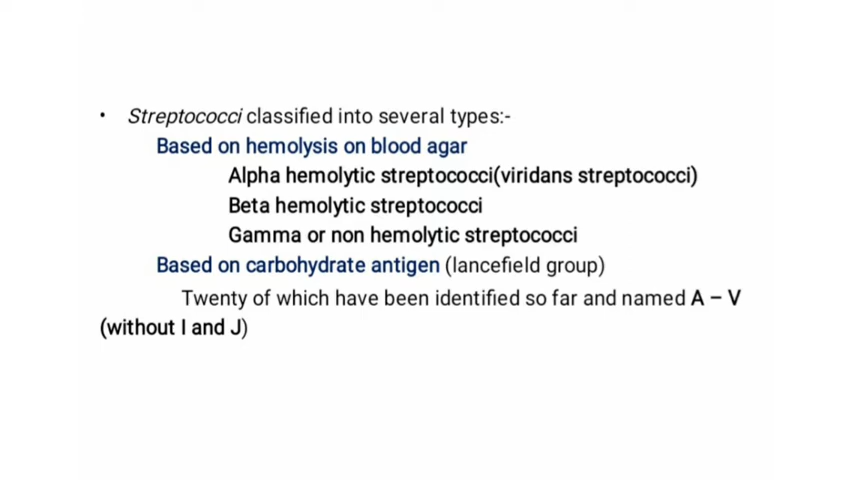 • Streptococci classified into several types:-
Based on hemolysis on blood agar
Alpha hemolytic streptococci(viridans streptococci)
Beta hemolytic streptococci
Gamma or non hemolytic streptococci
Based on carbohydrate antigen (lancefield group)
Twenty of which have been identified so far and named A – V
(without I and J)